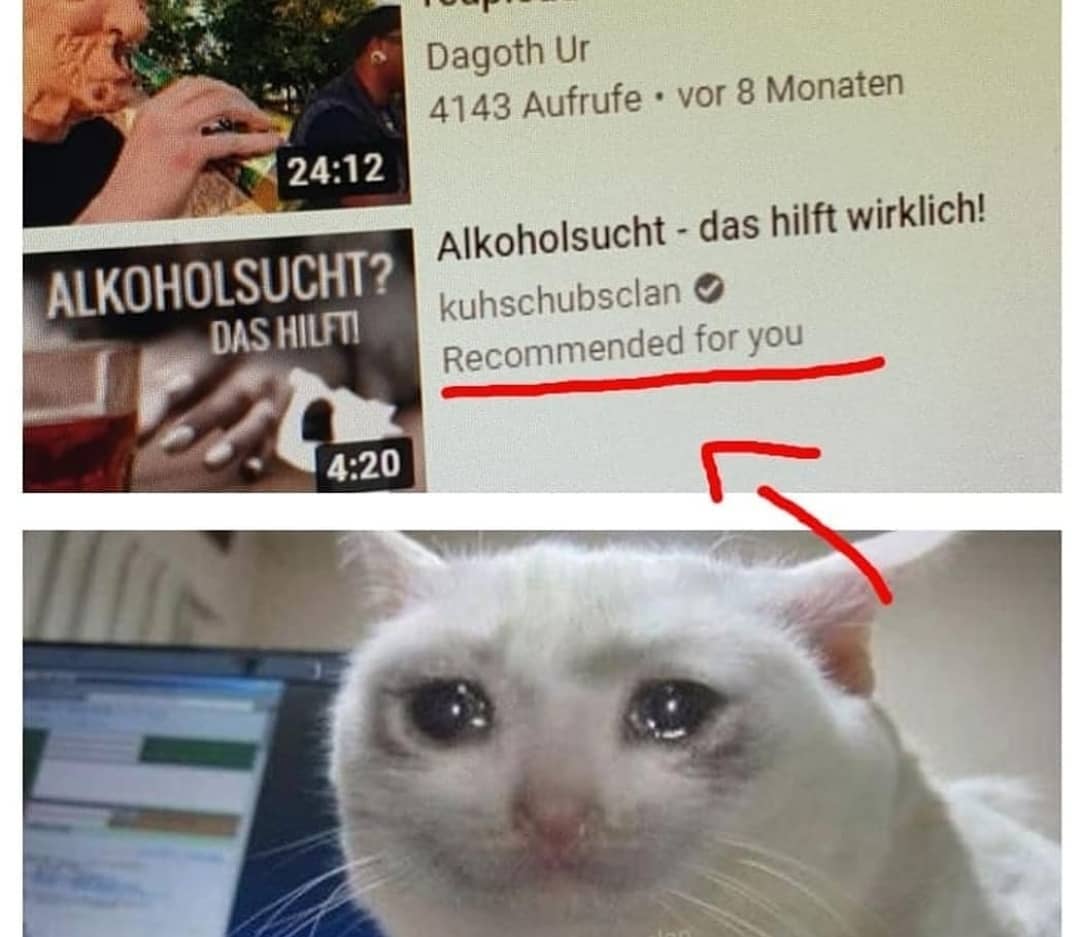 Dagoth Ur
4143 Aufrufe • vor 8 Monaten
24:12
Alkoholsucht - das hilft wirklich!
kuhschubsclan
Recommended for you
ALKOHOLSUCHT?
DAS HILFT!
4:20